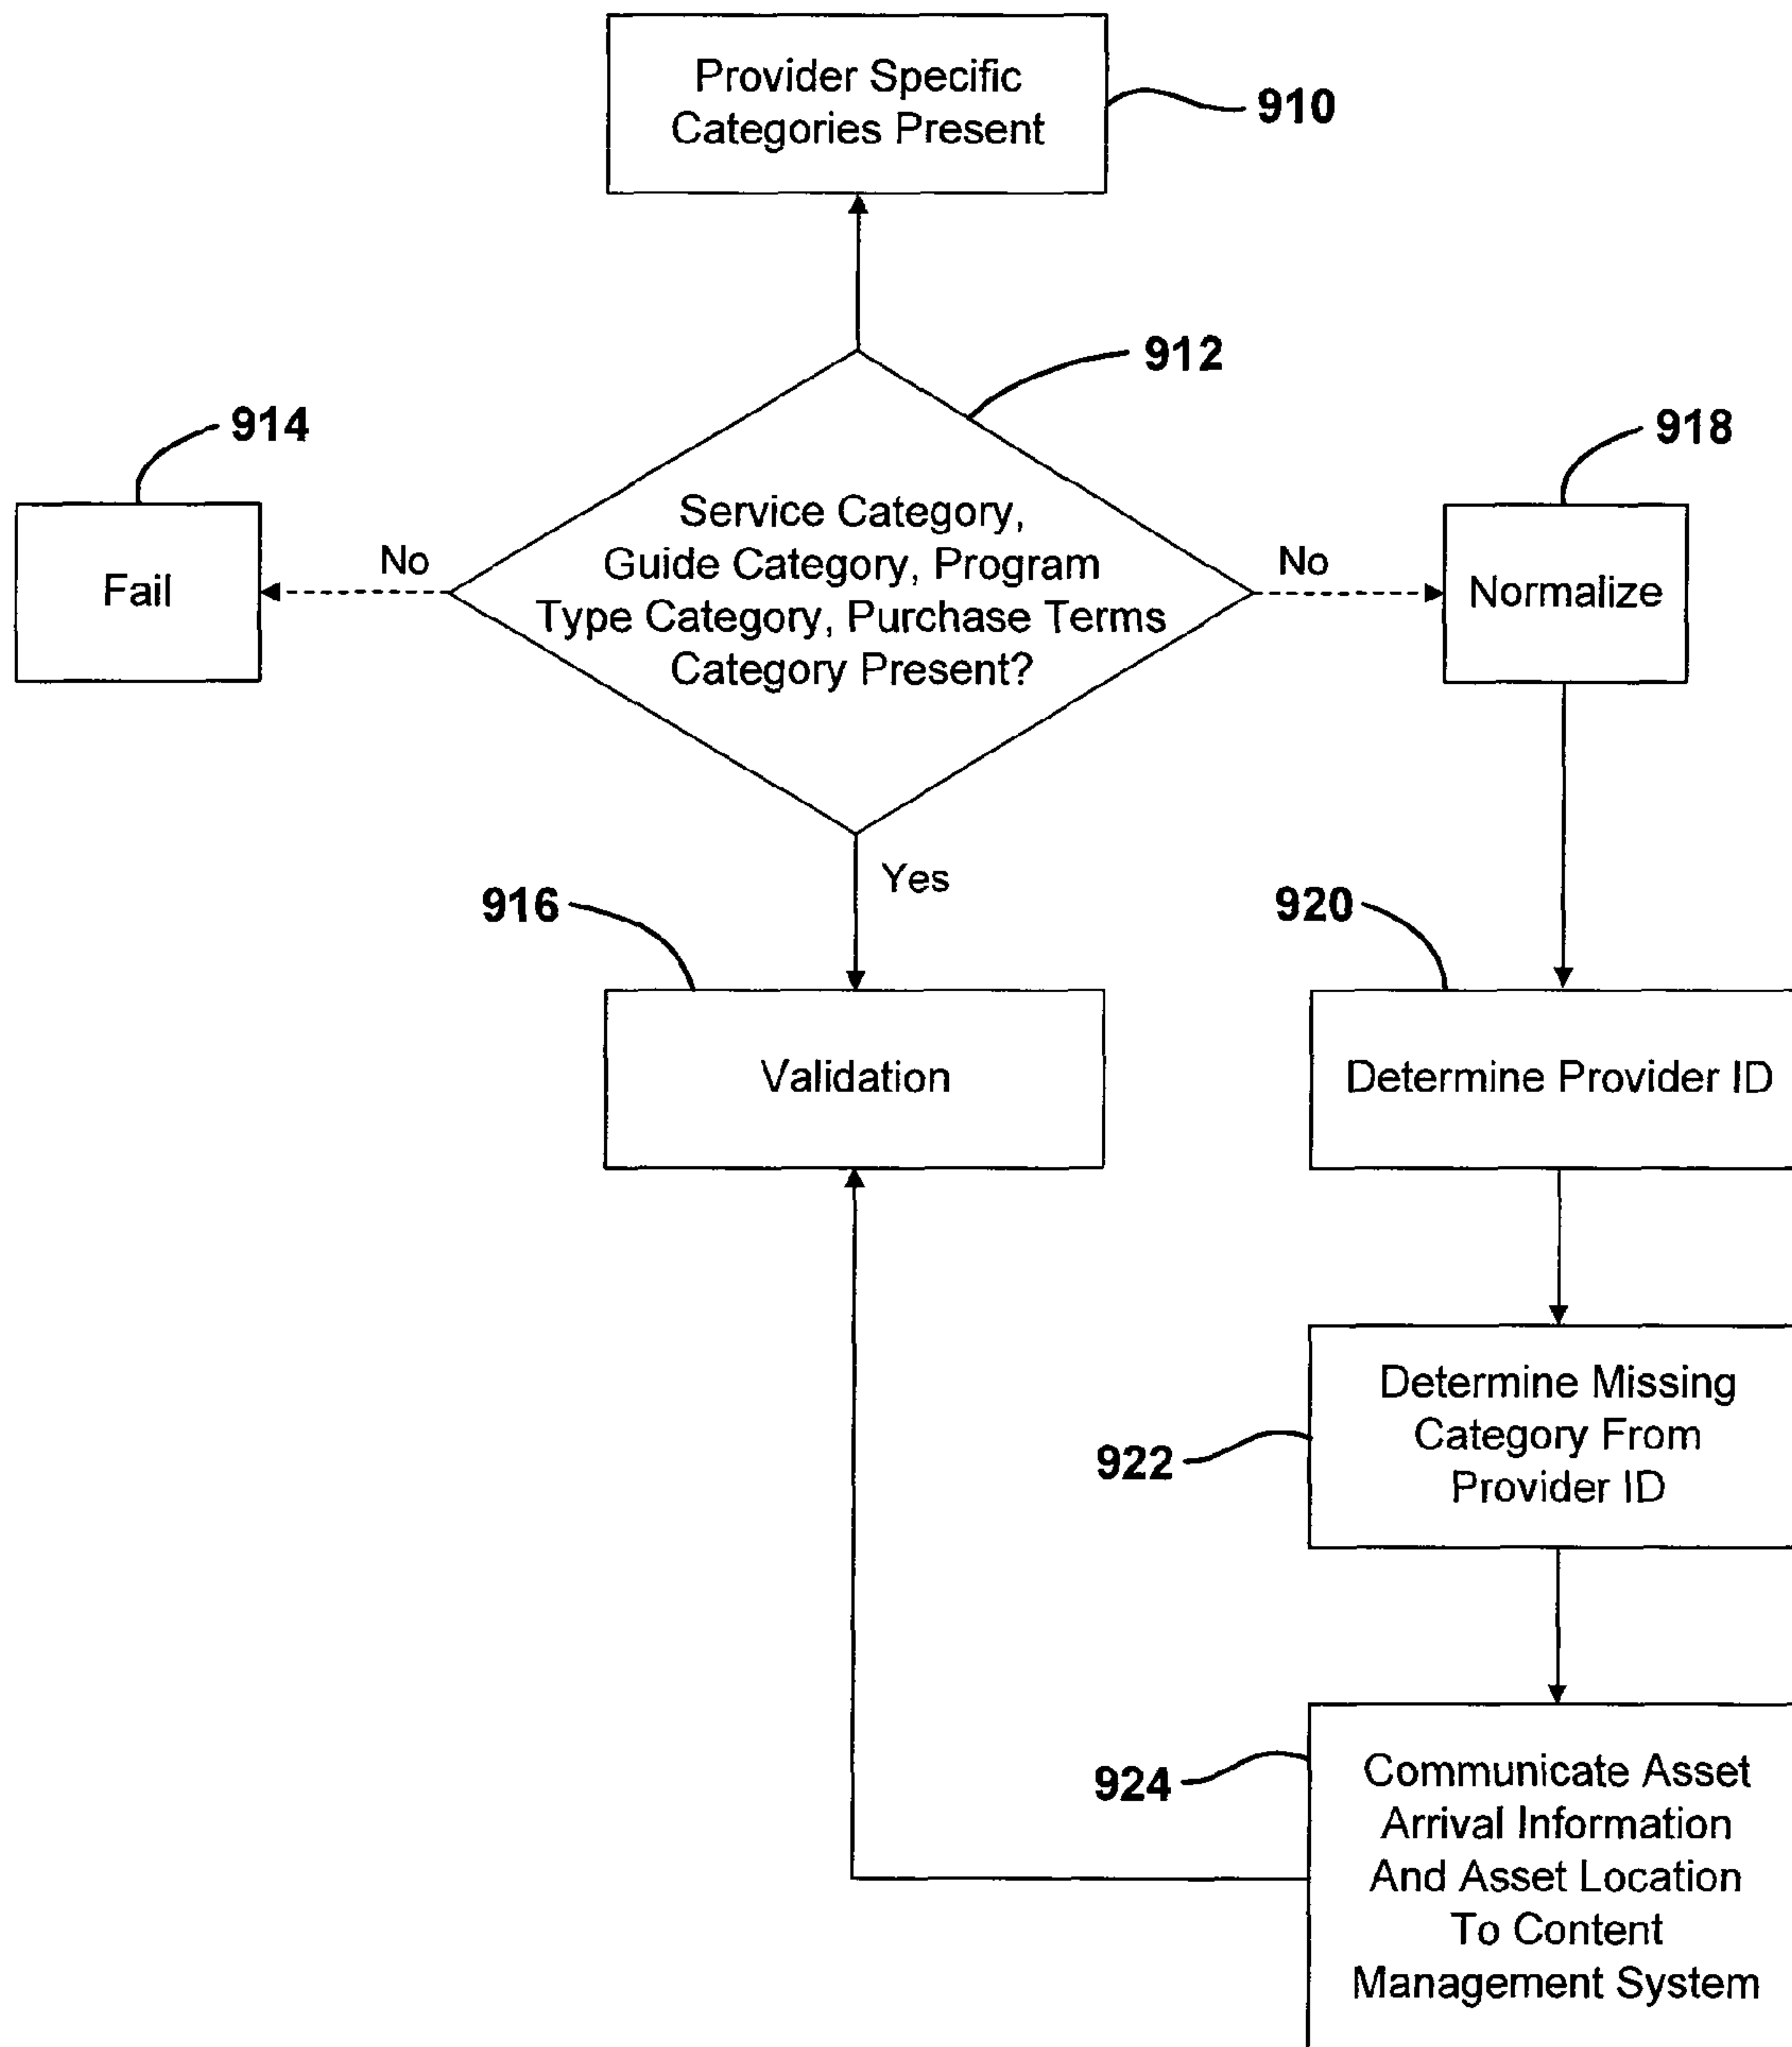 Provider Specific
Categories Present
910
912
914
918
Service Category,
Guide Category, Program
Type Category, Purchase Terms
Category Present?
No
Fail
No
Normalize
Yes
916
920
Validation
Determine Provider ID
Determine Missing
Category From
Provider ID
922
924
Communicate Asset
Arrival Information
And Asset Location
To Content
Management System